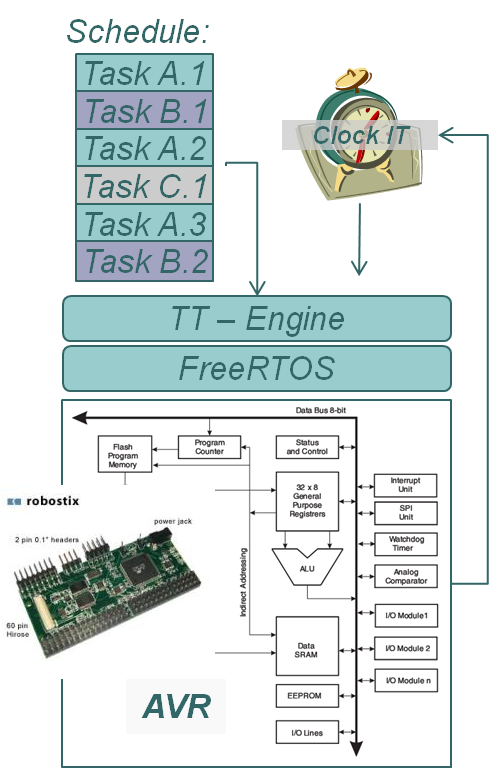 Schedule:
Task A.1
Task B.1
Task A.2
Task C.1
Task A.3
Task B.2
Clock IT
TT – Engine
FreeRTOS
Data Bus 8-bit
Flash
Program
Memory
Program
Counter
Status
and Control
32 x 8
General
Purpose
Registrers
Interrupt
Unit
SPI
Unit
Watchdog
Timer
Analog
Comparator
ALU
Indirect Addressing
I/O Module1
Data
SRAM
I/O Module 2
I/O Module n
EEPROM
I/O Lines
robostix
power jack
2 pin 0.1" headers
60 pin
Hirose
AVR